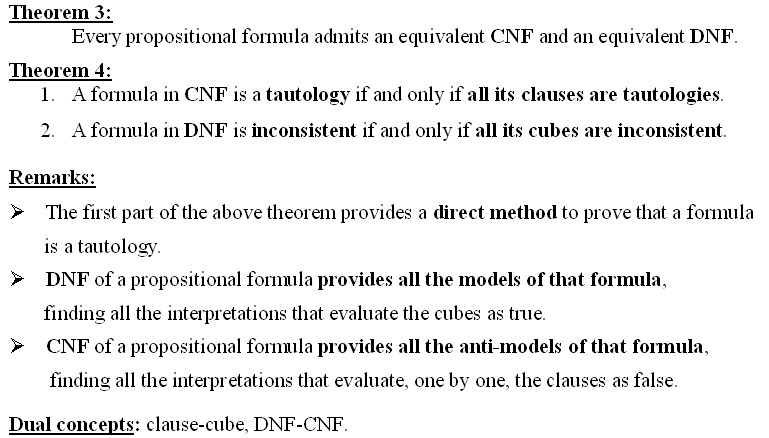 Theorem 3:
Every propositional formula admits an equivalent CNF and an equivalent DNF.
Theorem 4:
1. A formula in CNF is a tautology if and only if all its clauses are tautologies.
2. A formula in DNF is inconsistent if and only if all its cubes are inconsistent.
Remarks:
➢ The first part of the above theorem provides a direct method to prove that a formula
is a tautology.
➢ DNF of a propositional formula provides all the models of that formula,
finding all the interpretations that evaluate the cubes as true.
➢ CNF of a propositional formula provides all the anti-models of that formula,
finding all the interpretations that evaluate, one by one, the clauses as false.
Dual concepts: clause-cube, DNF-CNF.